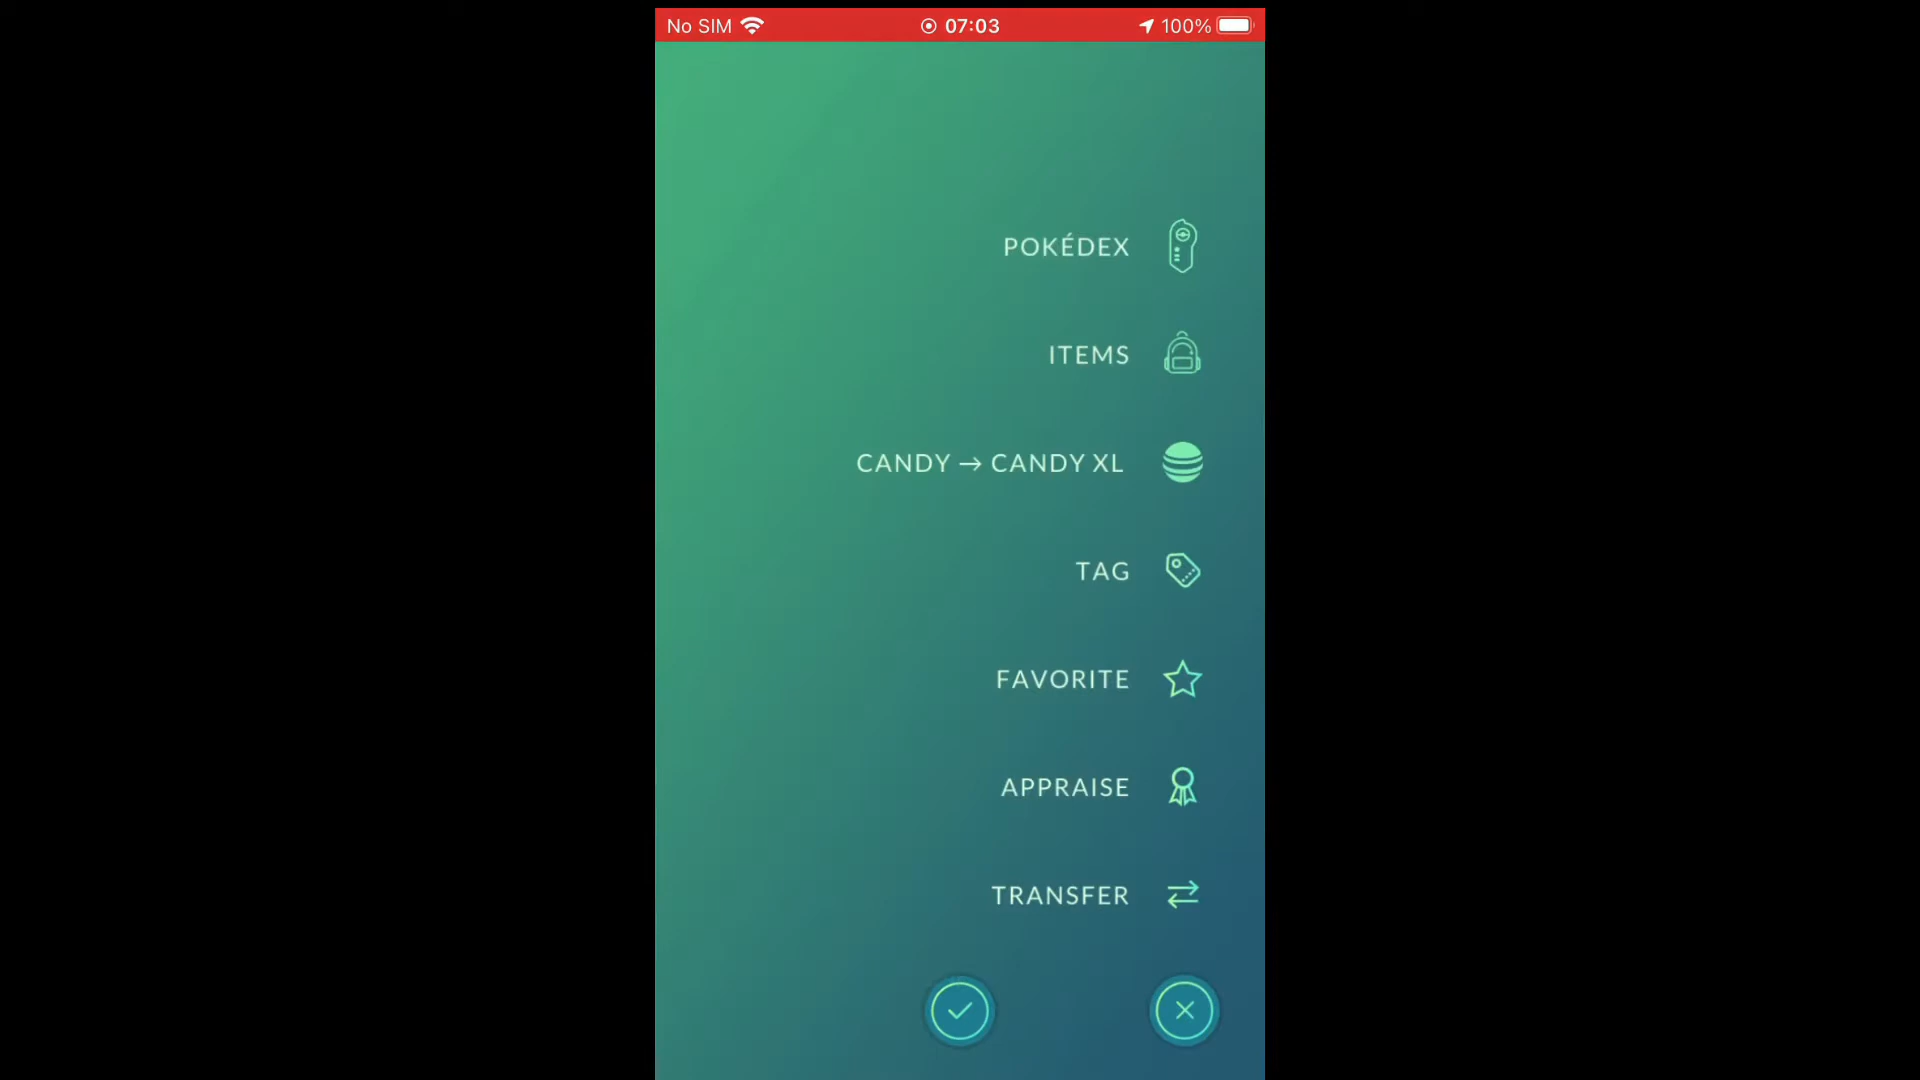 No SIM 07:03 100%
POKÉDEX
ITEMS
CANDY → CANDY XL
TAG
FAVORITE
APPRAISE
TRANSFER